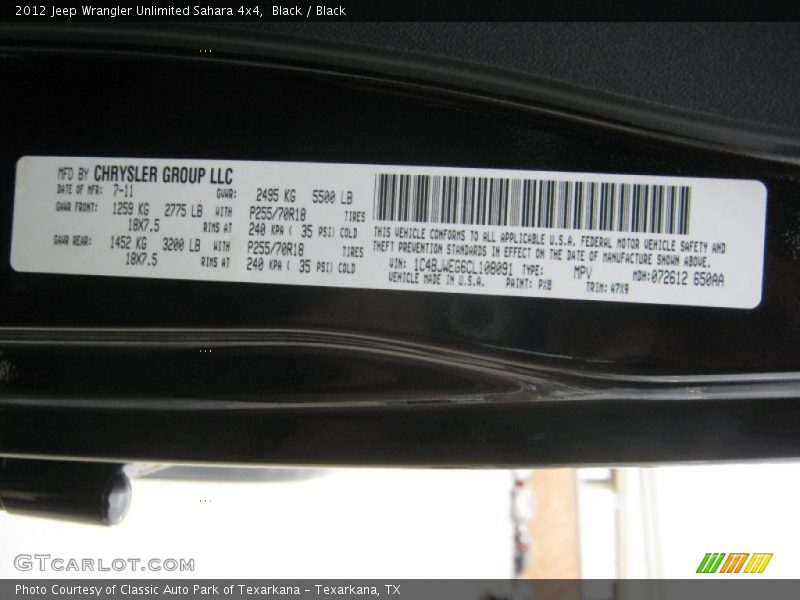 2012 Jeep Wrangler Unlimited Sahara 4x4, Black / Black
MFD BY CHRYSLER GROUP LLC
DATE OF MFR: 7-11 GVWR: 2495 KG 5500 LB
GAWR FRONT: 1259 KG 2775 LB WITH P255/70R18 TIRES
18X7.5 RIMS AT 240 KPA ( 35 PSI) COLD
GAWR REAR: 1452 KG 3200 LB WITH P255/70R18 TIRES
18X7.5 RIMS AT 240 KPA ( 35 PSI) COLD
THIS VEHICLE CONFORMS TO ALL APPLICABLE U.S.A. FEDERAL MOTOR VEHICLE SAFETY AND
THEFT PREVENTION STANDARDS IN EFFECT ON THE DATE OF MANUFACTURE SHOWN ABOVE.
VIN: 1C4BJWEG6CL108091 TYPE: MPV MDH:072612 650AA
VEHICLE MADE IN U.S.A. PAINT: PX8 TRIM: A7X9
GTCARLOT.COM
Photo Courtesy of Classic Auto Park of Texarkana - Texarkana, TX